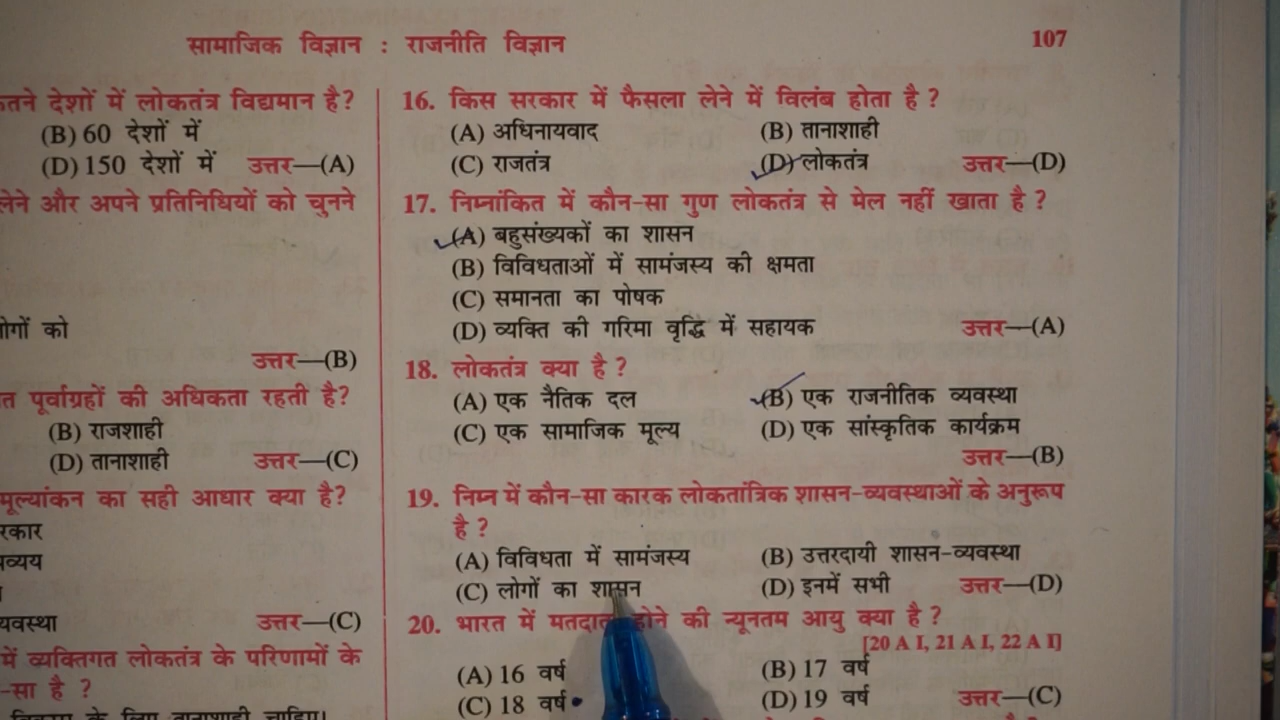 सामाजिक विज्ञान : राजनीति विज्ञान 107
देशों में लोकतंत्र विद्यमान है?
(B) 60 देशों में
(D) 150 देशों में उत्तर—(A)
लेने और अपने प्रतिनिधियों को चुनने
को
उत्तर—(B)
पूर्वाग्रहों की अधिकता रहती है?
(B) राजशाही
(D) तानाशाही उत्तर—(C)
मूल्यांकन का सही आधार क्या है?
उत्तर—(C)
में व्यक्तिगत लोकतंत्र के परिणामों के
-सा है ?
के लिए तानाशाही चाहिए।
16. किस सरकार में फैसला लेने में विलंब होता है ?
(A) अधिनायवाद (B) तानाशाही
(C) राजतंत्र (D) लोकतंत्र उत्तर—(D)
17. निम्नांकित में कौन-सा गुण लोकतंत्र से मेल नहीं खाता है ?
(A) बहुसंख्यकों का शासन
(B) विविधताओं में सामंजस्य की क्षमता
(C) समानता का पोषक
(D) व्यक्ति की गरिमा वृद्धि में सहायक उत्तर—(A)
18. लोकतंत्र क्या है ?
(A) एक नैतिक दल (B) एक राजनीतिक व्यवस्था
(C) एक सामाजिक मूल्य (D) एक सांस्कृतिक कार्यक्रम
उत्तर—(B)
19. निम्न में कौन-सा कारक लोकतांत्रिक शासन-व्यवस्थाओं के अनुरूप
है ?
(A) विविधता में सामंजस्य (B) उत्तरदायी शासन-व्यवस्था
(C) लोगों का शासन (D) इनमें सभी उत्तर—(D)
20. भारत में मतदाता होने की न्यूनतम आयु क्या है ?
[20 A I, 21 A I, 22 A I]
(A) 16 वर्ष (B) 17 वर्ष
(C) 18 वर्ष (D) 19 वर्ष उत्तर—(C)